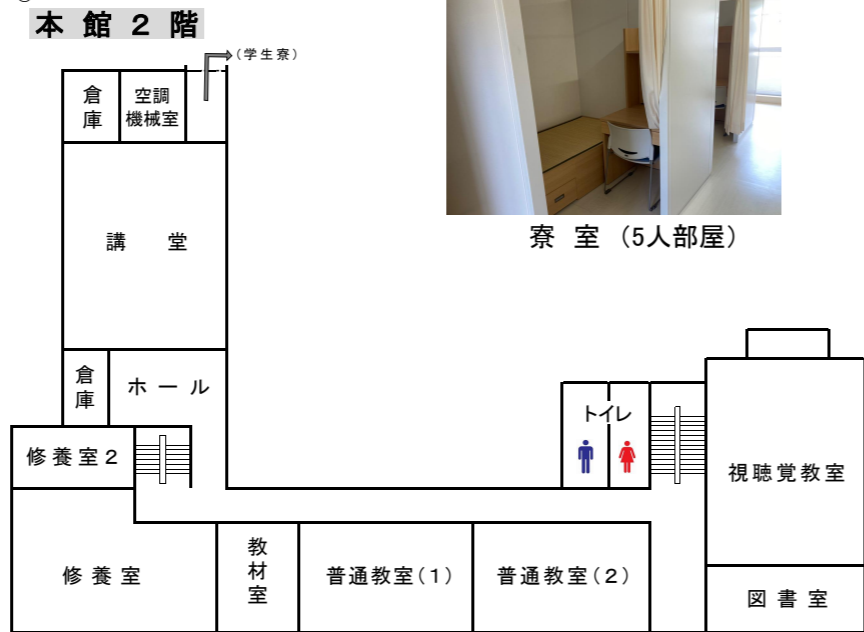 本館２階
(学生寮)
倉庫
空調
機械室
講堂
寮室（5人部屋）
倉庫
ホール
トイレ
修養室２
視聴覚教室
修養室
教材室
普通教室(１)
普通教室(２)
図書室